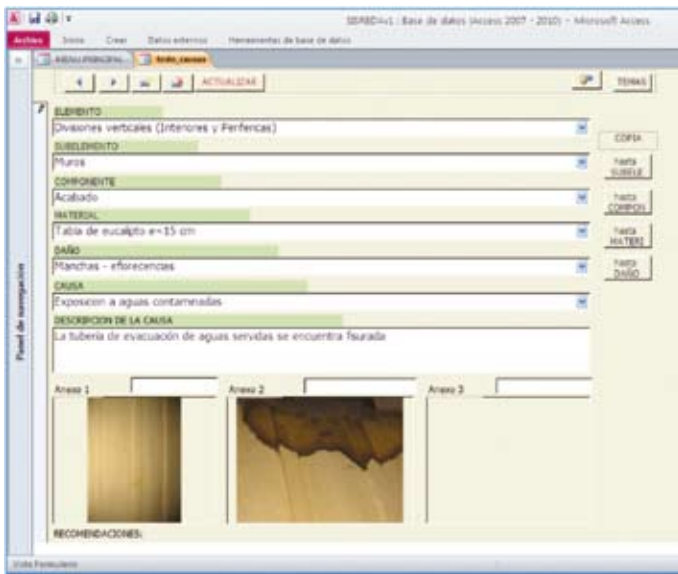 : Base de datos (Access 2007 - 2010) - Microsoft Access
Archivo Inicio Crear Datos externos Herramientas de base de datos
MENU PRINCIPAL
ACTUALIZAR TEMAS
ELEMENTO
Divisiones verticales (Interiores y Perifericas)
COPIA
SUBELEMENTO
Muros
hasta SUBELE
COMPONENTE
Acabado
hasta COMPON
MATERIAL
Tabla de eucalipto e=15 cm
hasta MATERI
DAÑO
Manchas - eflorecencias
hasta DAÑO
CAUSA
Exposicion a aguas contaminadas
DESCRIPCION DE LA CAUSA
La tubería de evacuación de aguas servidas se encuentra fisurada
Anexo 1 Anexo 2 Anexo 3
RECOMENDACIONES:
Panel de navegación
Vista Formulario